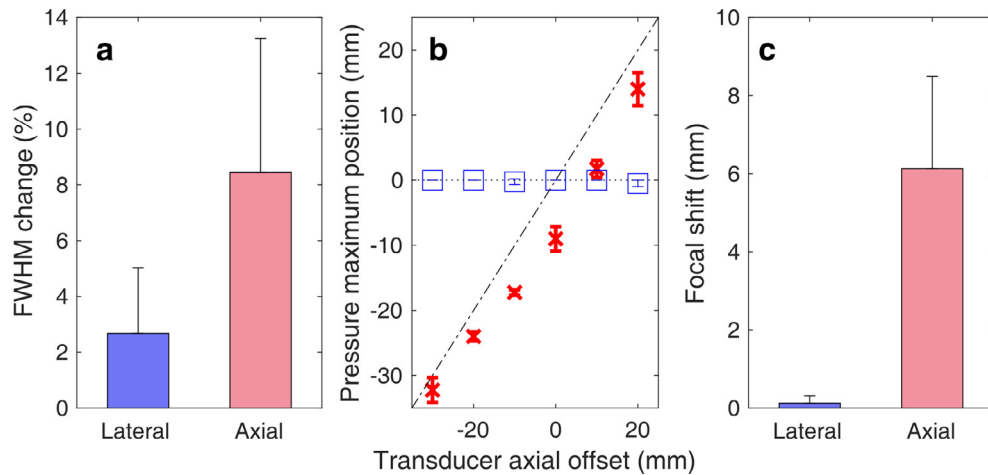 a
FWHM change (%)
14
12
10
8
6
4
2
0
Lateral Axial
b
Pressure maximum position (mm)
20
10
0
-10
-20
-30
-20 0 20
Transducer axial offset (mm)
c
Focal shift (mm)
10
8
6
4
2
0
Lateral Axial